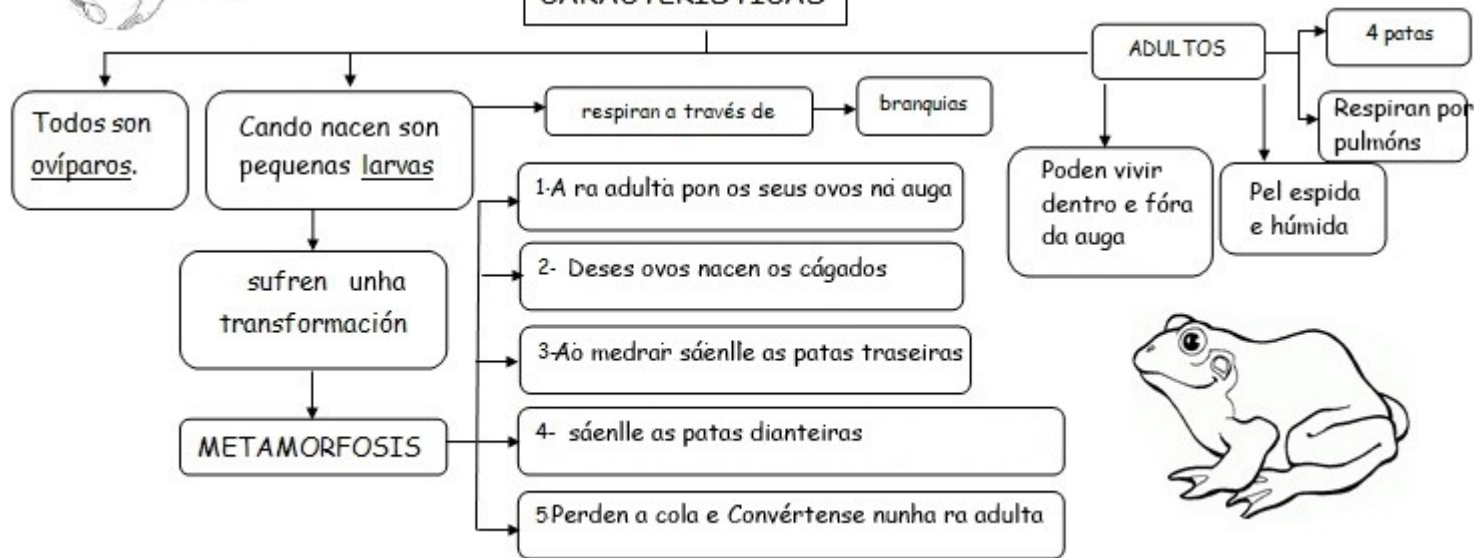 CARACTERÍSTICAS
Todos son
ovíparos.
Cando nacen son
pequenas larvas
respiran a través de
branquias
ADULTOS
4 patas
Respiran por
pulmóns
Poden vivir
dentro e fóra
da auga
Pel espida
e húmida
sufren unha
transformación
METAMORFOSIS
1-A ra adulta pon os seus ovos na auga
2- Deses ovos nacen os cágados
3-Ao medrar sáenlle as patas traseiras
4- sáenlle as patas dianteiras
5Perden a cola e Convértense nunha ra adulta